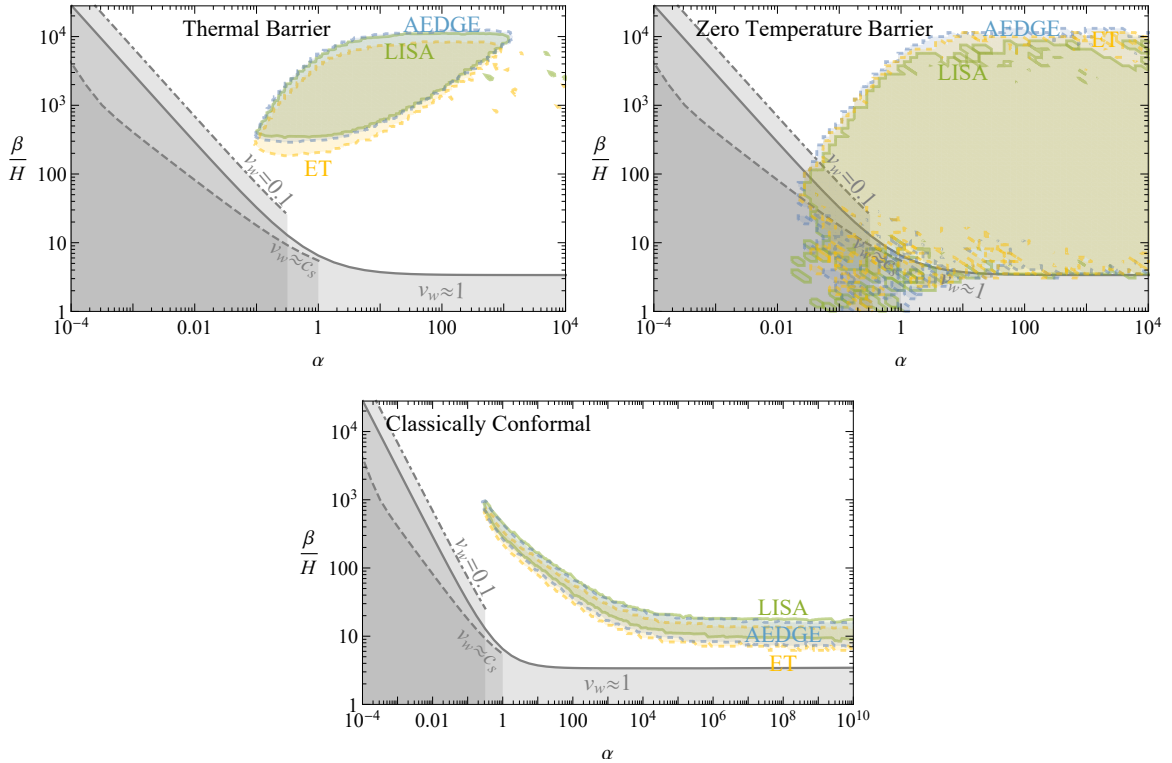 Thermal Barrier
AEDGE
LISA
ET
v_w=0.1
v_w≈c_s
v_w≈1
10^4
10^3
100
10
1
β/H
10^-4
0.01
1
100
10^4
α
Zero Temperature Barrier
AEDGE
ET
LISA
v_w=0.1
v_w≈1
10^4
10^3
100
10
1
β/H
10^-4
0.01
1
100
10^4
α
Classically Conformal
v_w=0.1
v_w≈c_s
v_w≈1
LISA
AEDGE
ET
10^4
10^3
100
10
1
β/H
10^-4
0.01
1
100
10^4
10^6
10^8
10^10
α